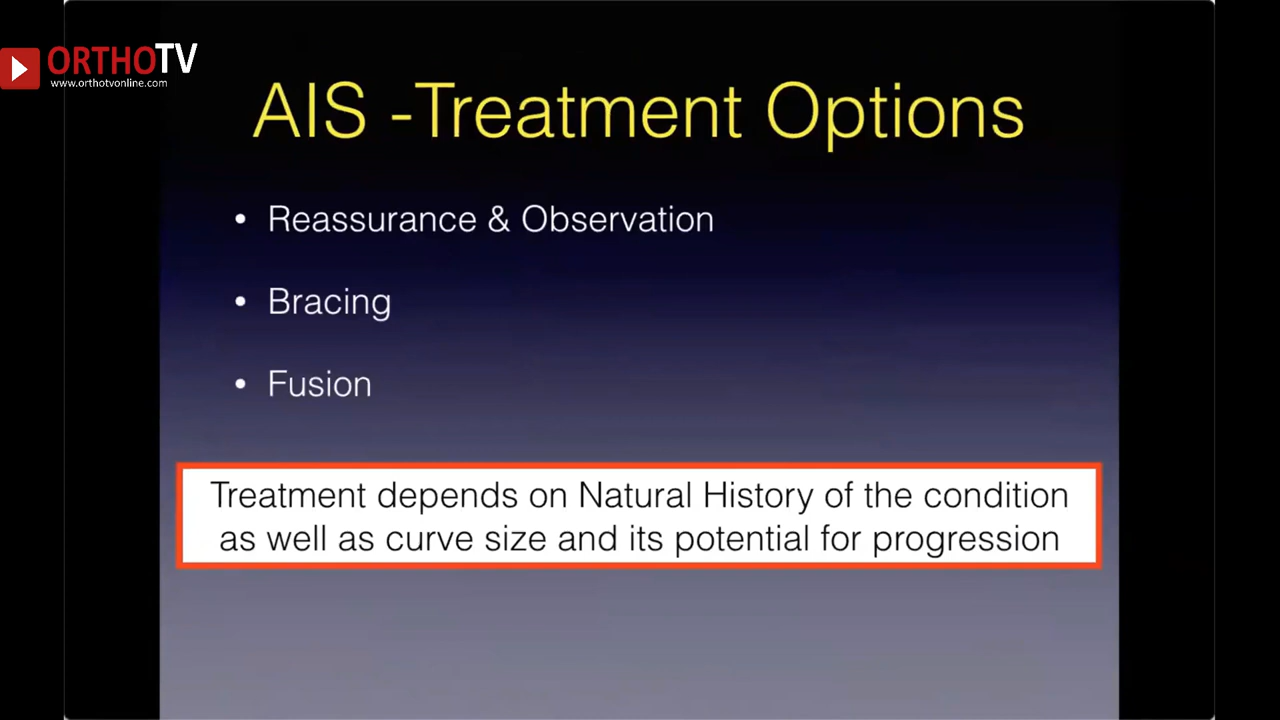 ORTHOTV
www.orthotvonline.com
AIS -Treatment Options
• Reassurance & Observation
• Bracing
• Fusion
Treatment depends on Natural History of the condition
as well as curve size and its potential for progression